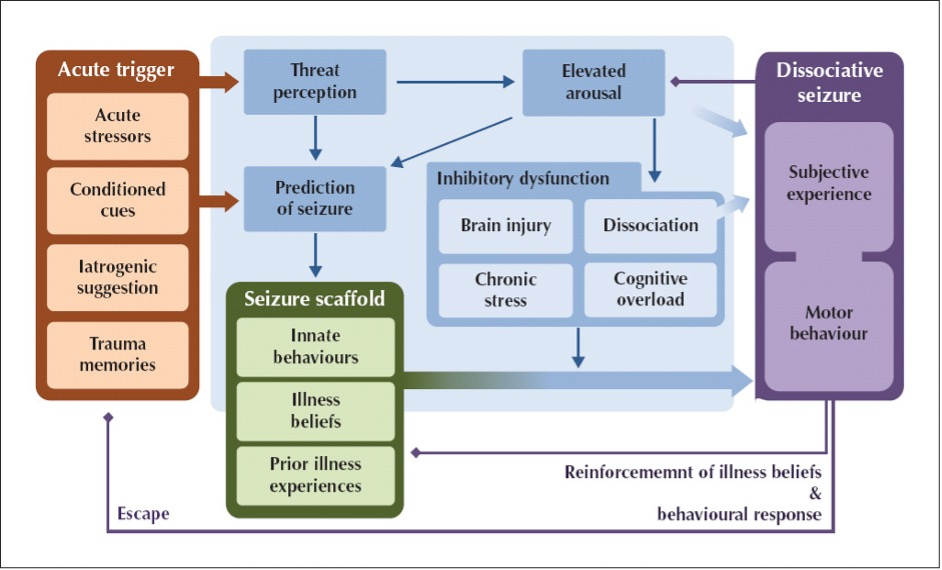 Acute trigger
Acute
stressors
Conditioned
cues
Iatrogenic
suggestion
Trauma
memories
Threat
perception
Elevated
arousal
Prediction
of seizure
Inhibitory dysfunction
Brain injury
Dissociation
Chronic
stress
Cognitive
overload
Seizure scaffold
Innate
behaviours
Illness
beliefs
Prior illness
experiences
Dissociative
seizure
Subjective
experience
Motor
behaviour
Reinforcememnt of illness beliefs
&
behavioural response
Escape